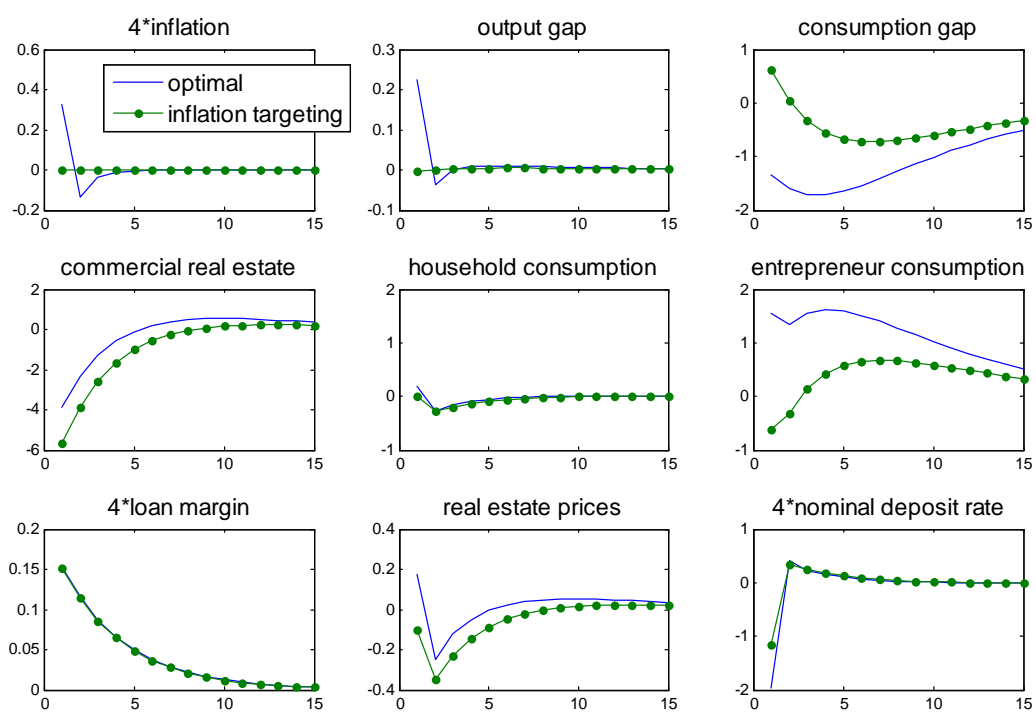 4*inflation
output gap
consumption gap
0.6
0.4
0.2
0
-0.2
0 5 10 15
optimal
inflation targeting
0.3
0.2
0.1
0
-0.1
0 5 10 15
1
0
-1
-2
0 5 10 15
commercial real estate
household consumption
entrepreneur consumption
2
0
-2
-4
-6
0 5 10 15
1
0
-1
0 5 10 15
2
1
0
-1
0 5 10 15
4*loan margin
real estate prices
4*nominal deposit rate
0.2
0.15
0.1
0.05
0
0 5 10 15
0.4
0.2
0
-0.2
-0.4
0 5 10 15
1
0
-1
-2
0 5 10 15